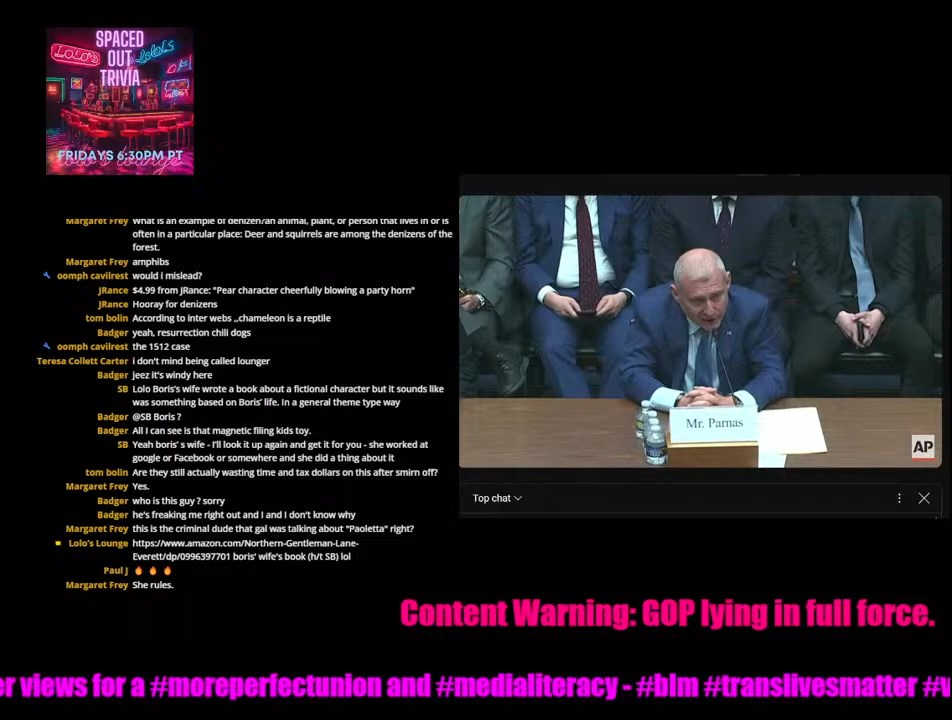 SPACED
OUT
TRIVIA
LOLO'S
LOLO'S
FRIDAYS 6:30PM PT
lolo's lounge
Margaret Frey what is an example of denizen?an animal, plant, or person that lives in or is
often in a particular place: Deer and squirrels are among the denizens of the
forest.
Margaret Frey amphibs
oomph cavilrest would i mislead?
JRance $4.99 from JRance: "Pear character cheerfully blowing a party horn"
JRance Hooray for denizens
tom bolin According to inter webs ,,chameleon is a reptile
Badger yeah, resurrection chili dogs
oomph cavilrest the 1512 case
Teresa Collett Carter i don't mind being called lounger
Badger jeez it's windy here
SB Lolo Boris's wife wrote a book about a fictional character but it sounds like
was something based on Boris' life. In a general theme type way
Badger @SB Boris ?
Badger All I can see is that magnetic filing kids toy.
SB Yeah boris' s wife - I'll look it up again and get it for you - she worked at
google or Facebook or somewhere and she did a thing about it
tom bolin Are they still actually wasting time and tax dollars on this after smirn off?
Margaret Frey Yes.
Badger who is this guy ? sorry
Badger he's freaking me right out and I and I don't know why
Margaret Frey this is the criminal dude that gal was talking about "Paoletta" right?
Lolo's Lounge https://www.amazon.com/Northern-Gentleman-Lane-
Everett/dp/0996397701 boris' wife's book (h/t SB) lol
Paul J 🔥 🔥 🔥
Margaret Frey She rules.
Mr. Parnas
AP
Top chat
Content Warning: GOP lying in full force.
er views for a #moreperfectunion and #medialiteracy - #blm #translivesmatter #v